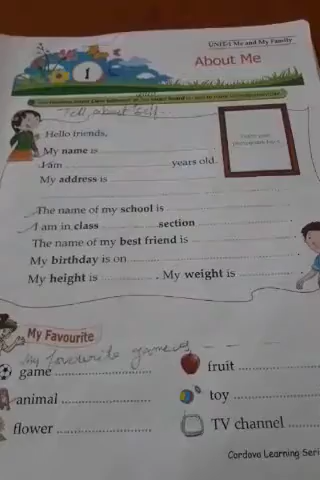 UNIT-1 Me and My Family
1
About Me
Tell about self.
Hello friends,
My name is
I am ........ years old.
My address is
The name of my school is
I am in class ........ section
The name of my best friend is
My birthday is on
My height is ........ . My weight is
My Favourite
My favourite games
game ........ fruit ........
animal ........ toy ........
flower ........ TV channel ........
Cordova Learning Seri